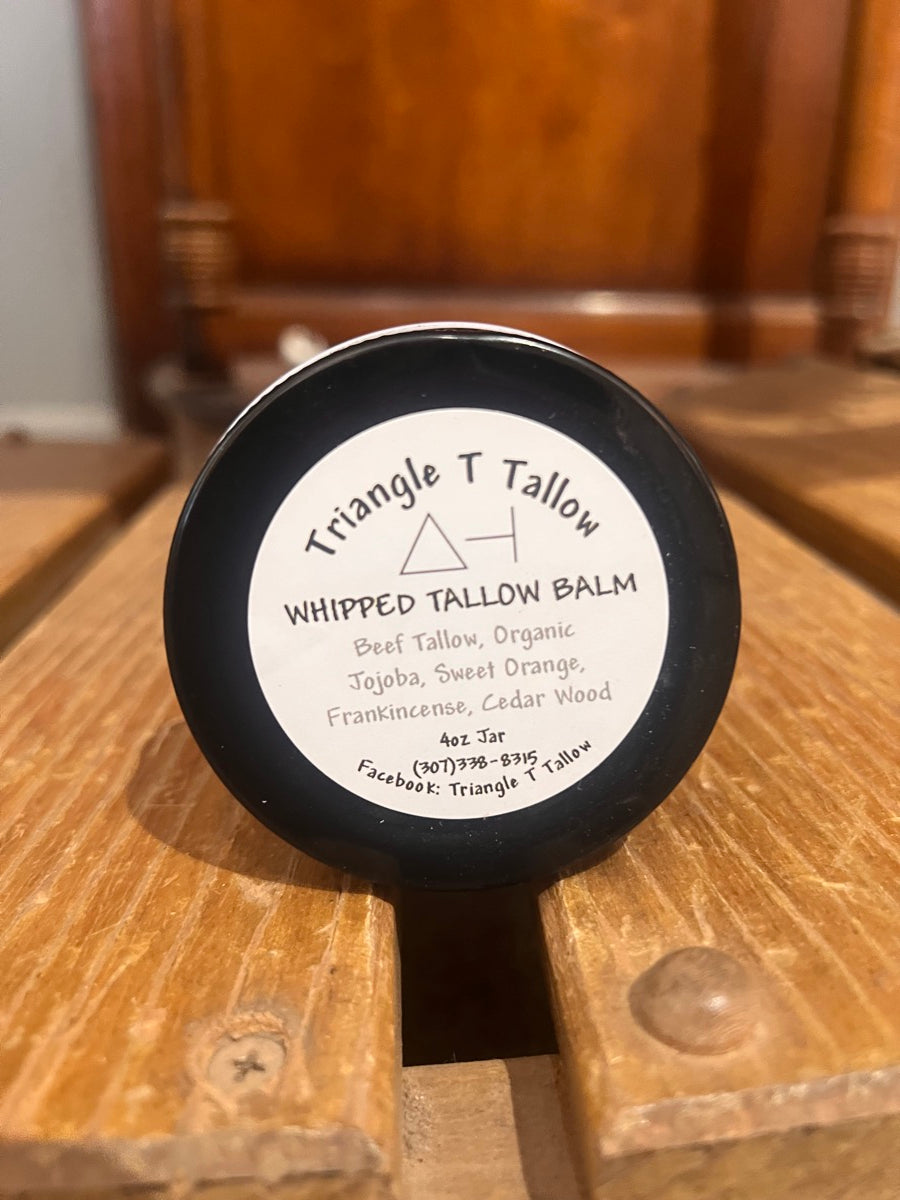 Triangle T Tallow
WHIPPED TALLOW BALM
Beef Tallow, Organic
Jojoba, Sweet Orange,
Frankincense, Cedar Wood
4oz Jar
(307)338-8315
Facebook: Triangle T Tallow